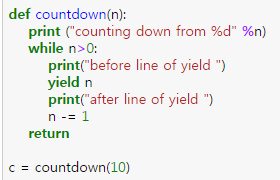 def countdown(n):
    print ("counting down from %d" %n)
    while n>0:
        print("before line of yield ")
        yield n
        print("after line of yield ")
        n -= 1
    return
c = countdown(10)